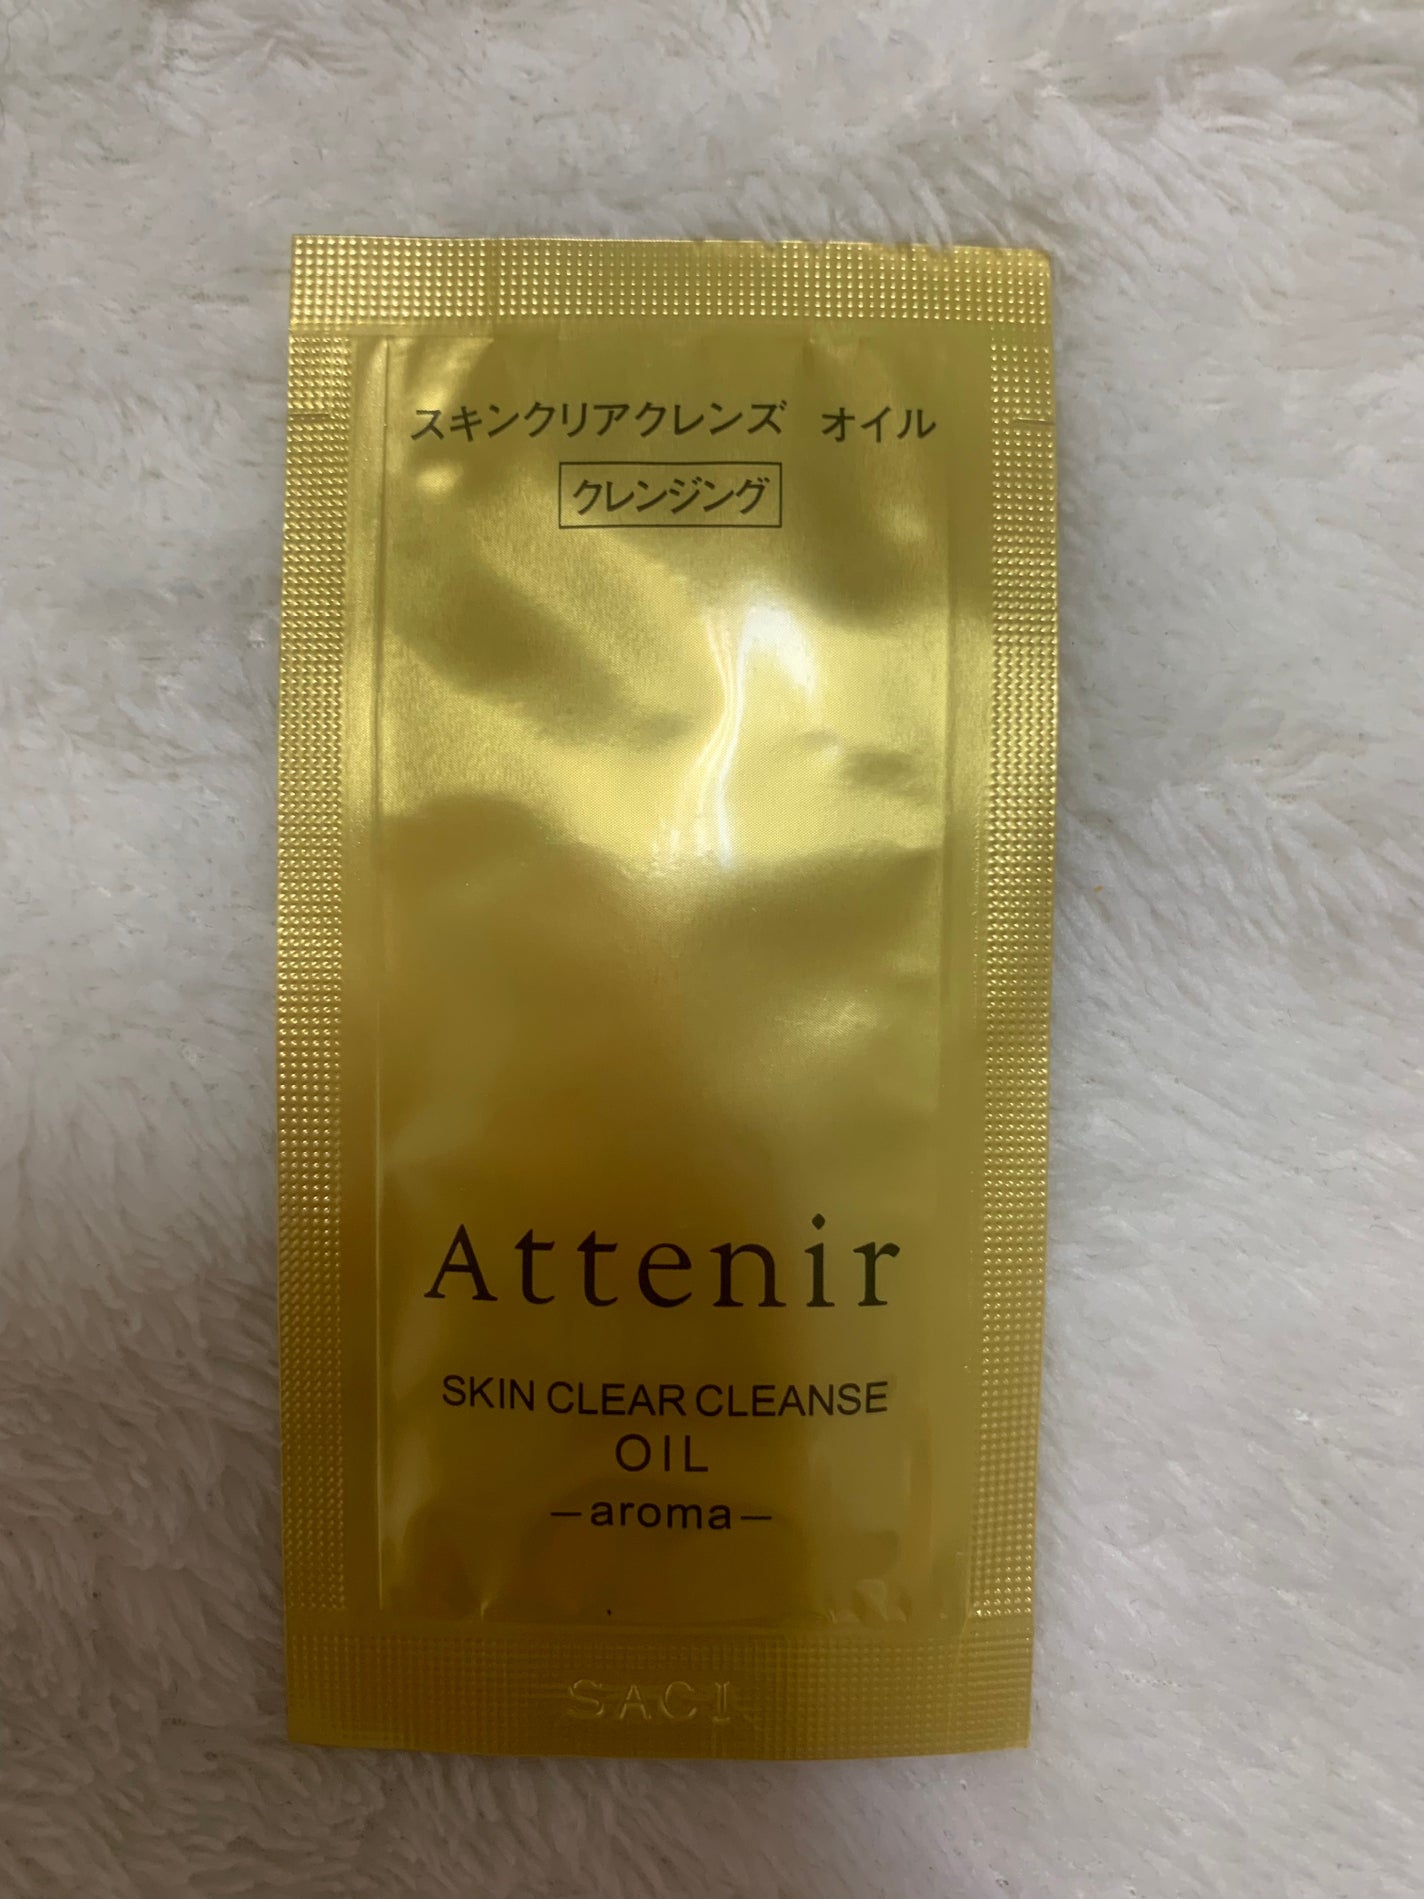 スキンクリアクレンズ オイル
クレンジング
Attenir
SKIN CLEAR CLEANSE
OIL
—aroma—